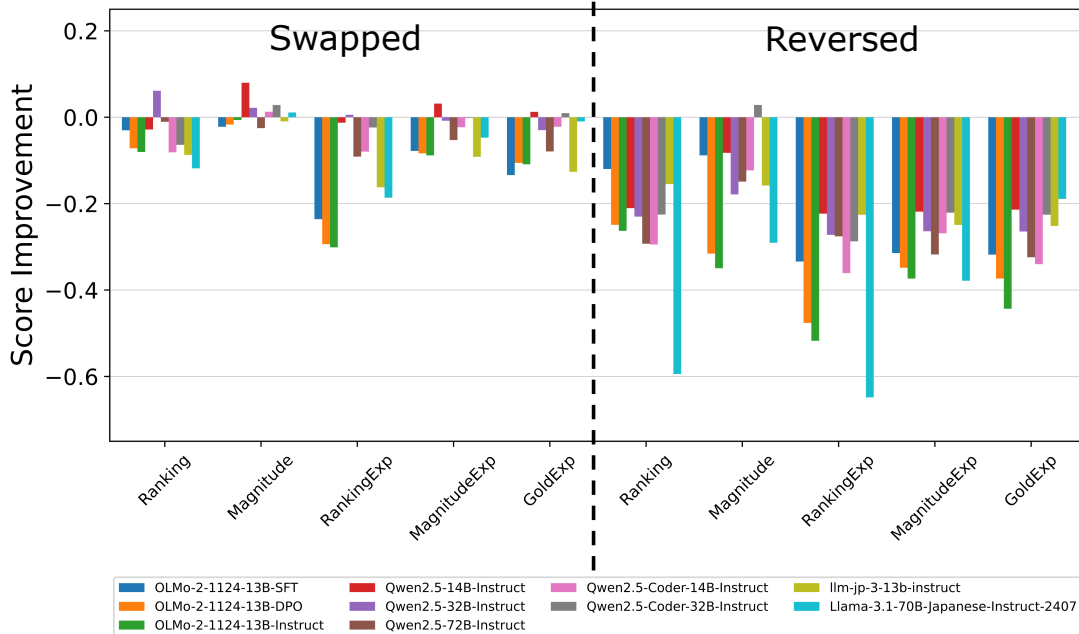 Swapped
Reversed
Score Improvement
0.2
0.0
−0.2
−0.4
−0.6
Ranking
Magnitude
RankingExp
MagnitudeExp
GoldExp
Ranking
Magnitude
RankingExp
MagnitudeExp
GoldExp
OLMo-2-1124-13B-SFT
OLMo-2-1124-13B-DPO
OLMo-2-1124-13B-Instruct
Qwen2.5-14B-Instruct
Qwen2.5-32B-Instruct
Qwen2.5-72B-Instruct
Qwen2.5-Coder-14B-Instruct
Qwen2.5-Coder-32B-Instruct
llm-jp-3-13b-instruct
Llama-3.1-70B-Japanese-Instruct-2407